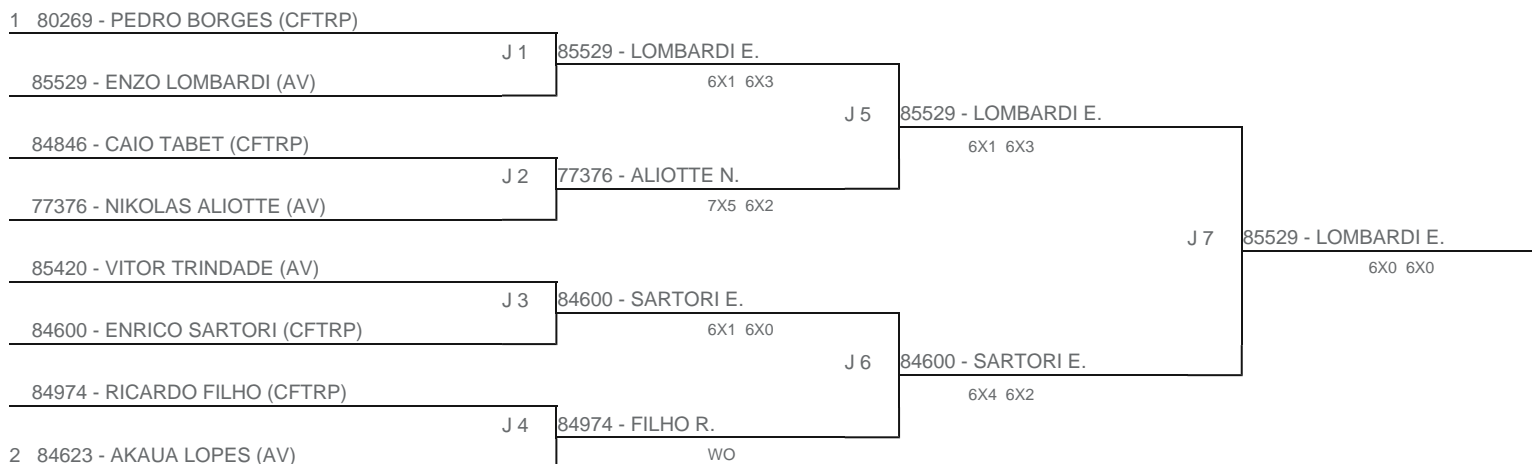 1 80269 - PEDRO BORGES (CFTRP)
J 1
85529 - LOMBARDI E.
85529 - ENZO LOMBARDI (AV)
6X1 6X3
J 5
85529 - LOMBARDI E.
84846 - CAIO TABET (CFTRP)
6X1 6X3
J 2
77376 - ALIOTTE N.
77376 - NIKOLAS ALIOTTE (AV)
7X5 6X2
J 7
85529 - LOMBARDI E.
85420 - VITOR TRINDADE (AV)
6X0 6X0
J 3
84600 - SARTORI E.
84600 - ENRICO SARTORI (CFTRP)
6X1 6X0
J 6
84600 - SARTORI E.
84974 - RICARDO FILHO (CFTRP)
6X4 6X2
J 4
84974 - FILHO R.
2 84623 - AKAUA LOPES (AV)
WO